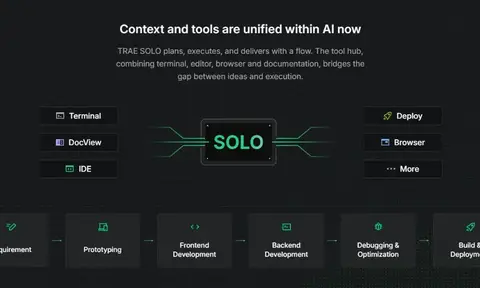 Context and tools are unified within AI now
TRAE SOLO plans, executes, and delivers with a flow. The tool hub,
combining terminal, editor, browser and documentation, bridges the
gap between ideas and execution.
Terminal
DocView
IDE
SOLO
Deploy
Browser
More
quirement
Prototyping
Frontend
Development
Backend
Development
Debugging &
Optimization
Build &
Deployme